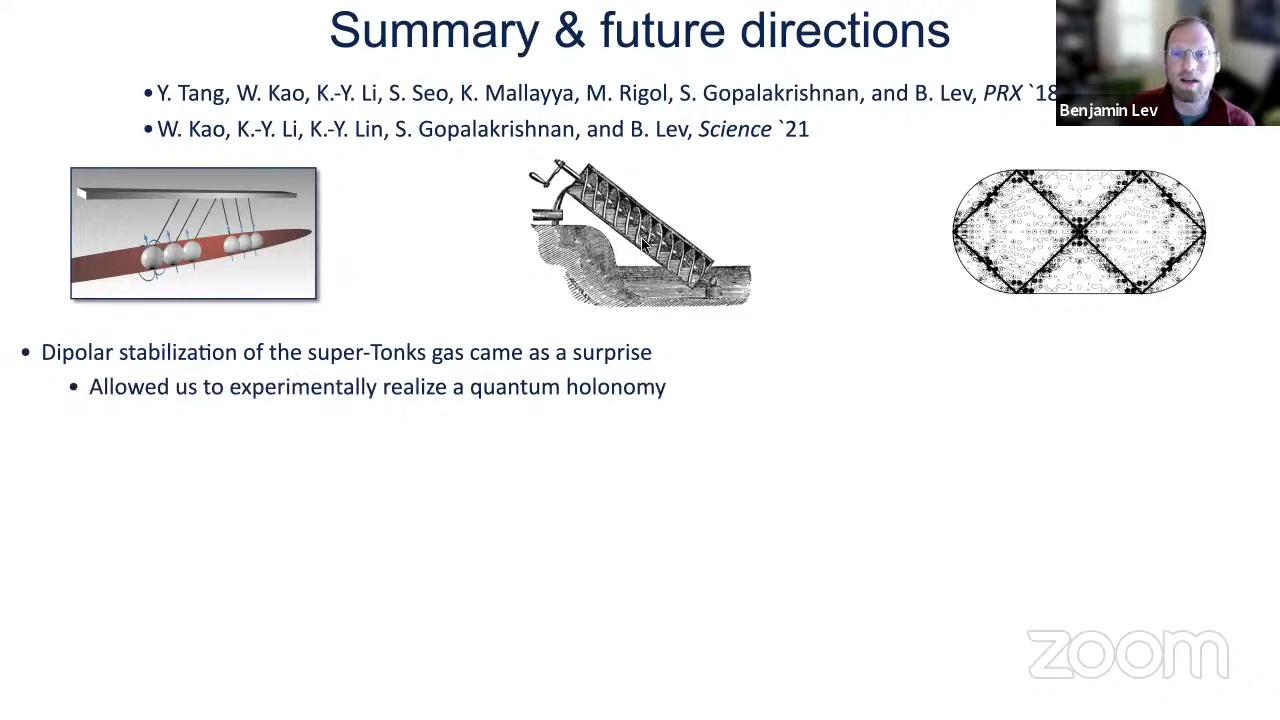 Summary & future directions
•Y. Tang, W. Kao, K.-Y. Li, S. Seo, K. Mallayya, M. Rigol, S. Gopalakrishnan, and B. Lev, PRX `18
•W. Kao, K.-Y. Li, K.-Y. Lin, S. Gopalakrishnan, and B. Lev, Science `21
Benjamin Lev
• Dipolar stabilization of the super-Tonks gas came as a surprise
• Allowed us to experimentally realize a quantum holonomy
zoom